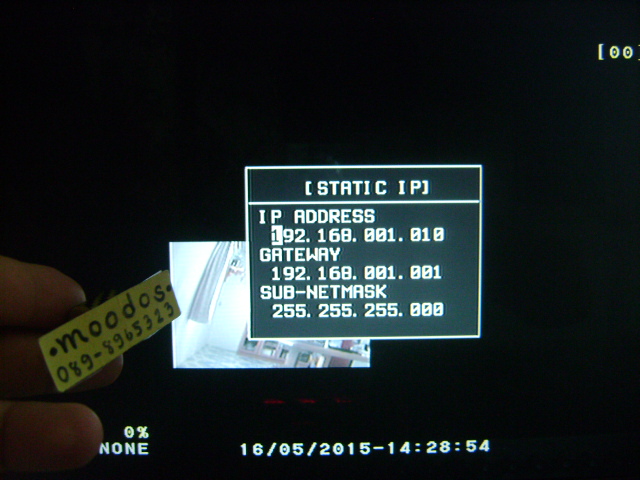 [00]
[STATIC IP]
IP ADDRESS
192.168.001.010
GATEWAY
192.168.001.001
SUB-NETMASK
255.255.255.000
•moodos•
089-8965323
0%
NONE
16/05/2015-14:28:54